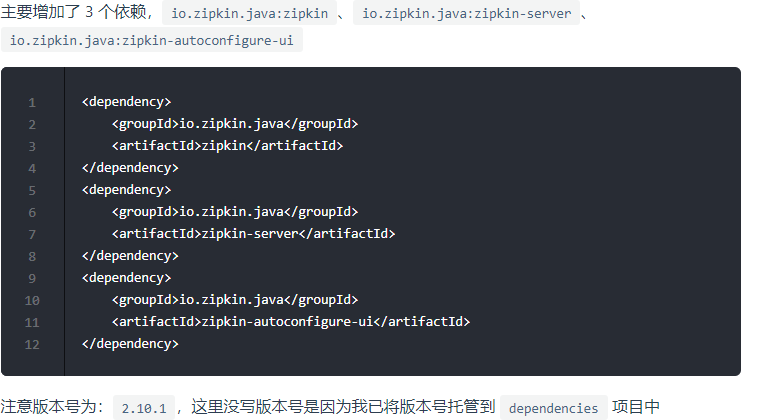 主要增加了 3 个依赖，io.zipkin.java:zipkin 、 io.zipkin.java:zipkin-server 、
io.zipkin.java:zipkin-autoconfigure-ui
1 <dependency>
2     <groupId>io.zipkin.java</groupId>
3     <artifactId>zipkin</artifactId>
4 </dependency>
5 <dependency>
6     <groupId>io.zipkin.java</groupId>
7     <artifactId>zipkin-server</artifactId>
8 </dependency>
9 <dependency>
10     <groupId>io.zipkin.java</groupId>
11     <artifactId>zipkin-autoconfigure-ui</artifactId>
12 </dependency>
注意版本号为： 2.10.1 ，这里没写版本号是因为我已将版本号托管到 dependencies 项目中